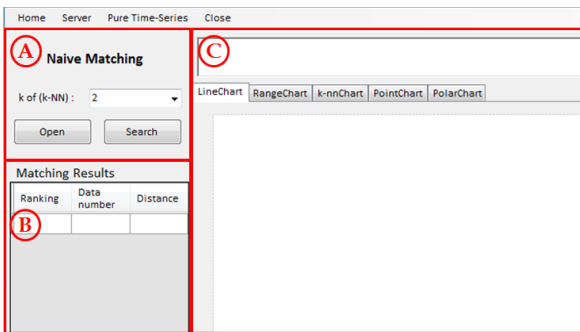 Home Server Pure Time-Series Close
A
Naive Matching
k of (k-NN) : 2
Open Search
Matching Results
Ranking Data number Distance
B
C
LineChart RangeChart k-nnChart PointChart PolarChart